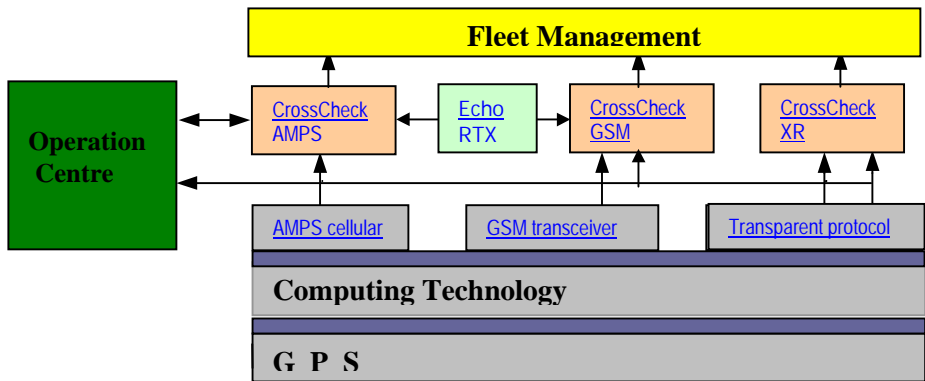 Fleet Management
Operation
Centre
CrossCheck
AMPS
Echo
RTX
CrossCheck
GSM
CrossCheck
XR
AMPS cellular
GSM transceiver
Transparent protocol
Computing Technology
G P S